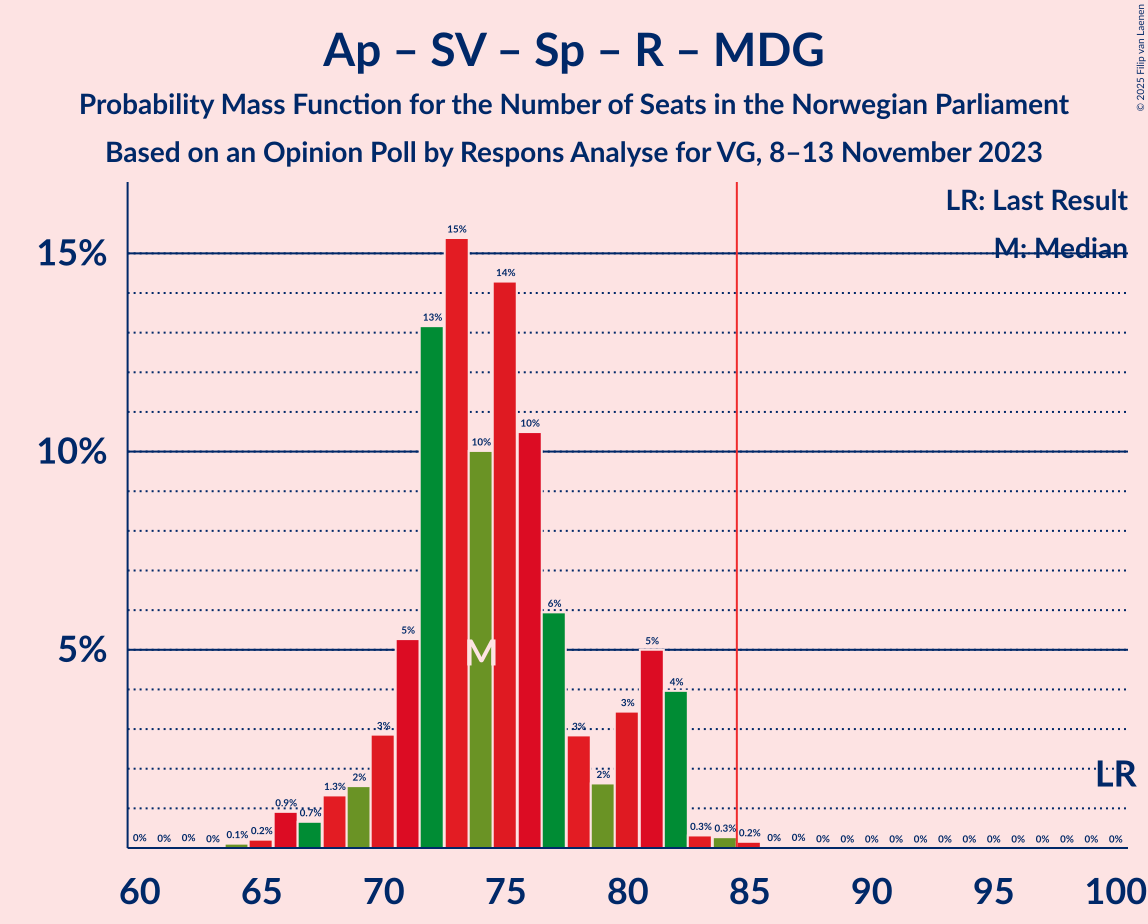 Ap – SV – Sp – R – MDG
Probability Mass Function for the Number of Seats in the Norwegian Parliament
Based on an Opinion Poll by Respons Analyse for VG, 8–13 November 2023
© 2025 Filip van Laenen
LR: Last Result
M: Median
15%
10%
5%
0% 0% 0% 0% 0.1% 0.2% 0.9% 0.7% 1.3% 2% 3% 5% 13% 15% 10% 14% 10% 6% 3% 2% 3% 5% 4% 0.3% 0.3% 0.2% 0% 0% 0% 0% 0% 0% 0% 0% 0% 0% 0% 0% 0% 0% 0%
M
LR
60 65 70 75 80 85 90 95 100